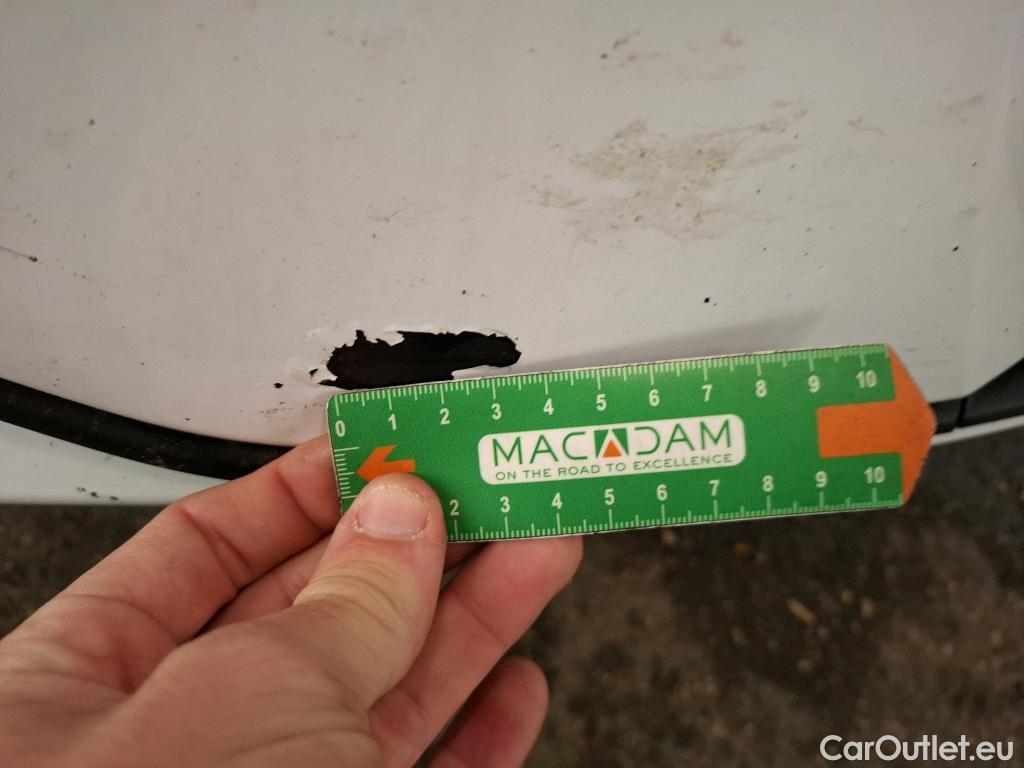 0 1 2 3 4 5 6 7 8 9 10
MACADAM
ON THE ROAD TO EXCELLENCE
2 3 4 5 6 7 8 9 10
CarOutlet.eu